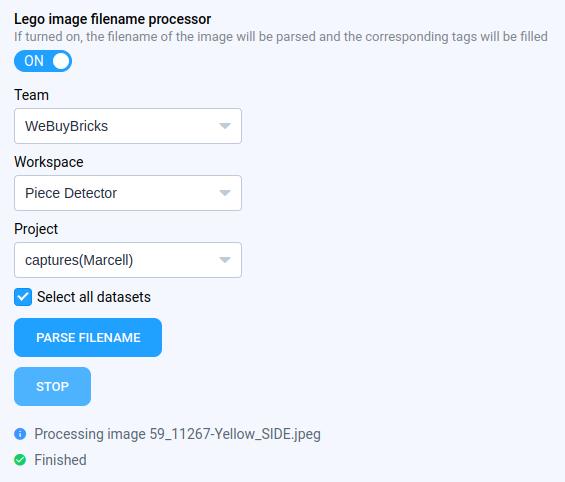 Lego image filename processor
If turned on, the filename of the image will be parsed and the corresponding tags will be filled
ON
Team
WeBuyBricks
Workspace
Piece Detector
Project
captures(Marcell)
Select all datasets
PARSE FILENAME
STOP
Processing image 59_11267-Yellow_SIDE.jpeg
Finished